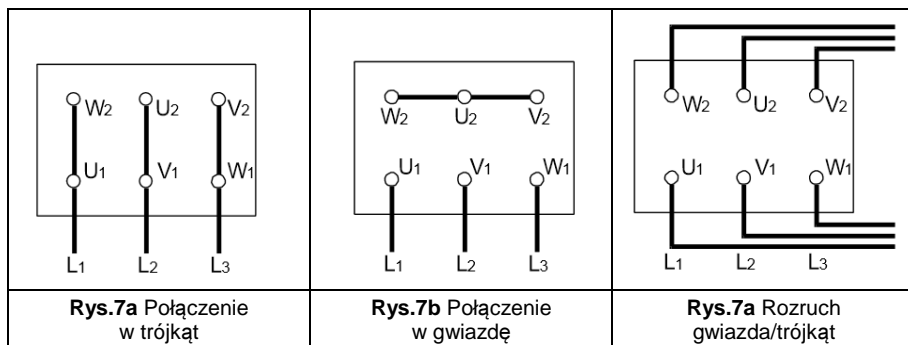 W2 U2 V2
U1 V1 W1
L1 L2 L3
Rys.7a Połączenie
w trójkąt
W2 U2 V2
U1 V1 W1
L1 L2 L3
Rys.7b Połączenie
w gwiazdę
W2 U2 V2
U1 V1 W1
L1 L2 L3
Rys.7a Rozruch
gwiazda/trójkąt